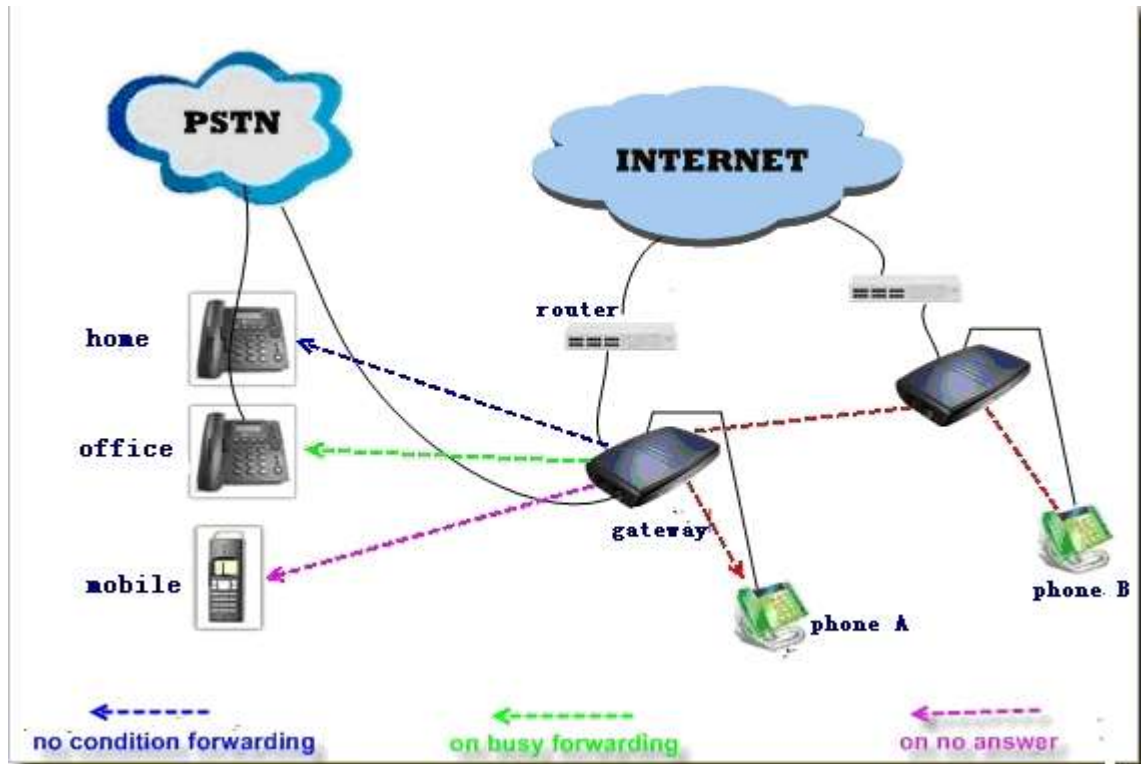 PSTN
INTERNET
router
home
office
gateway
mobile
phone B
phone A
no condition forwarding
on busy forwarding
on no answer